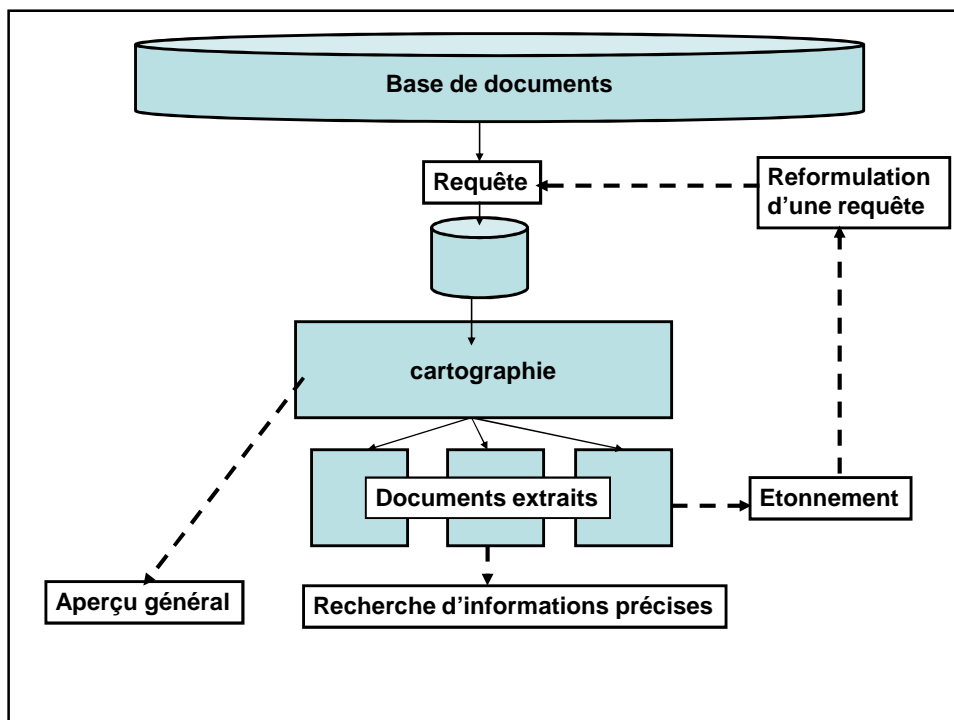 Base de documents
Requête
Reformulation
d’une requête
cartographie
Documents extraits
Etonnement
Aperçu général
Recherche d’informations précises